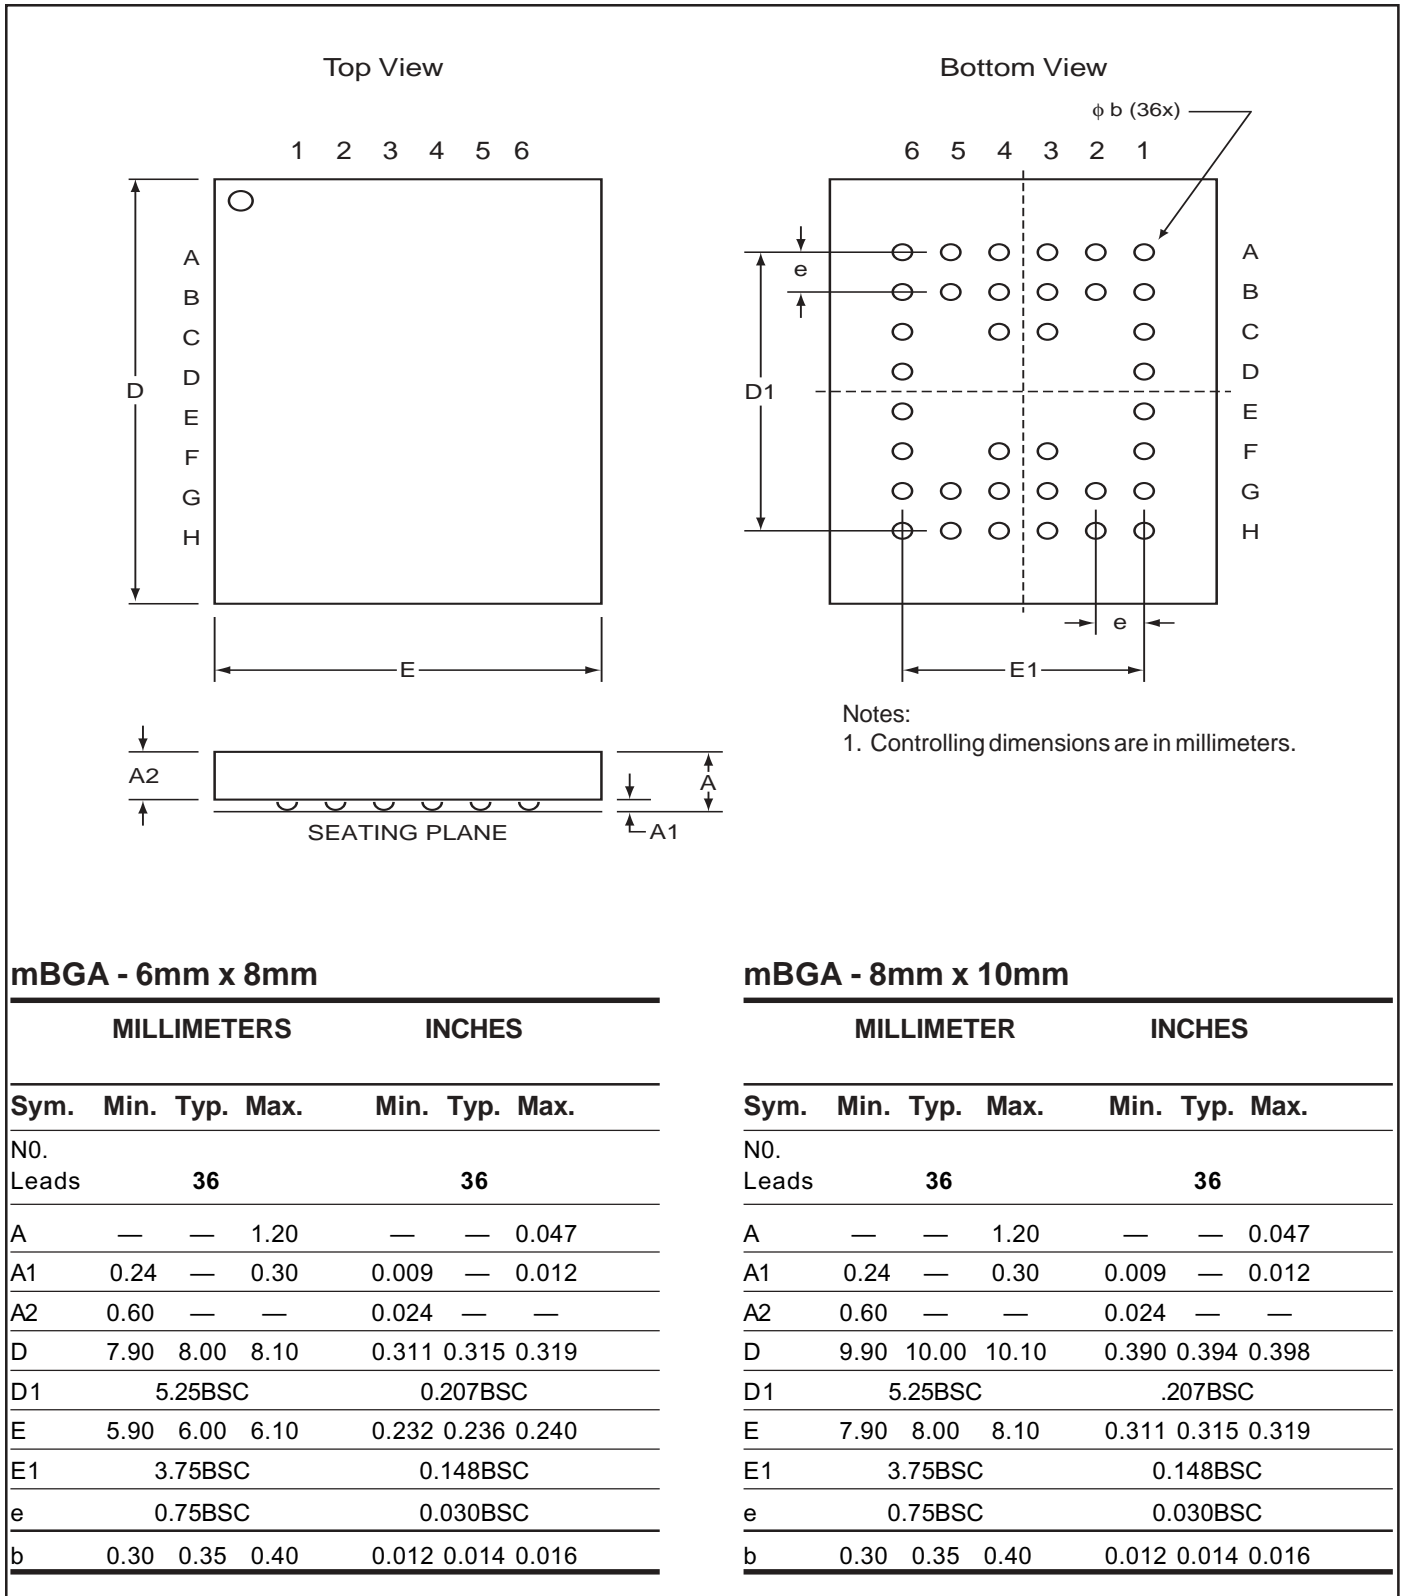 Top View
1 2 3 4 5 6
A
B
C
D
E
F
G
H
D
E
Bottom View
ϕ b (36x)
6 5 4 3 2 1
A
B
C
D
E
F
G
H
e
D1
e
E1
Notes:
1. Controlling dimensions are in millimeters.
A2
A
A1
SEATING PLANE
mBGA - 6mm x 8mm
MILLIMETERS INCHES
Sym. Min. Typ. Max. Min. Typ. Max.
N0.
Leads 36 36
A — — 1.20 — — 0.047
A1 0.24 — 0.30 0.009 — 0.012
A2 0.60 — — 0.024 — —
D 7.90 8.00 8.10 0.311 0.315 0.319
D1 5.25BSC 0.207BSC
E 5.90 6.00 6.10 0.232 0.236 0.240
E1 3.75BSC 0.148BSC
e 0.75BSC 0.030BSC
b 0.30 0.35 0.40 0.012 0.014 0.016
mBGA - 8mm x 10mm
MILLIMETER INCHES
Sym. Min. Typ. Max. Min. Typ. Max.
N0.
Leads 36 36
A — — 1.20 — — 0.047
A1 0.24 — 0.30 0.009 — 0.012
A2 0.60 — — 0.024 — —
D 9.90 10.00 10.10 0.390 0.394 0.398
D1 5.25BSC .207BSC
E 7.90 8.00 8.10 0.311 0.315 0.319
E1 3.75BSC 0.148BSC
e 0.75BSC 0.030BSC
b 0.30 0.35 0.40 0.012 0.014 0.016